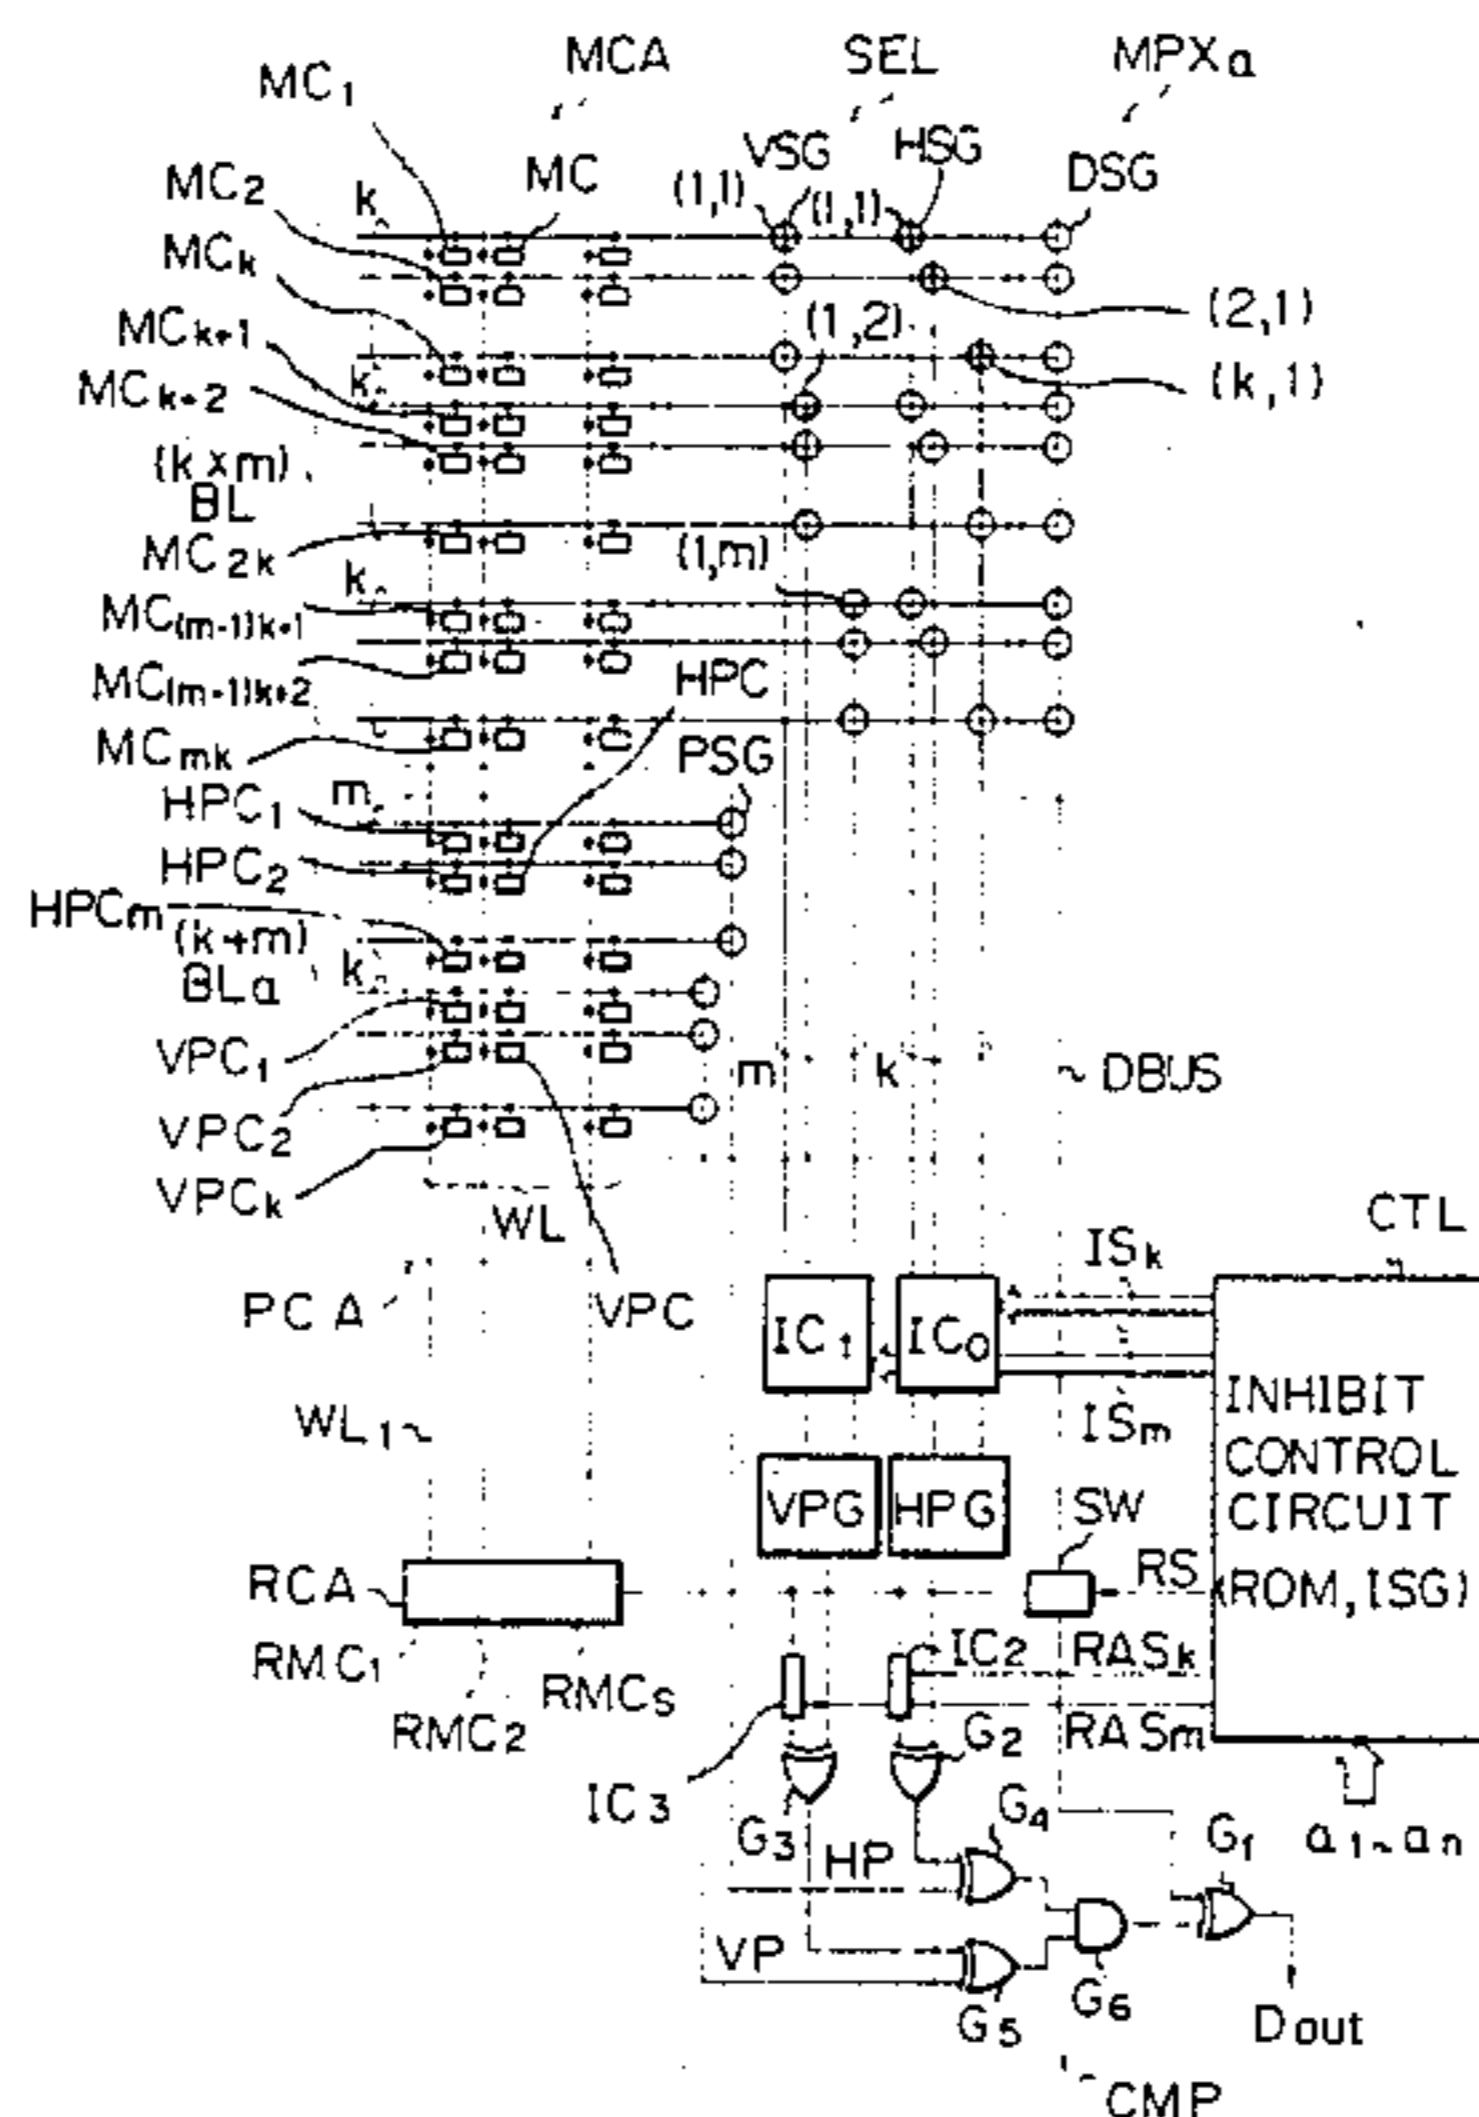 MCA SEL MPXa
MC1
VSG HSG
MC2 MC DSG
k (1,1) (1,1)
MCk
(2,1)
MCk+1 (1,2)
k (k,1)
MCk+2
(k×m)
BL
MC2k (1,m)
k
MC(m-1)k+1
MC(m-1)k+2 HPC
MCmk PSG
HPC1 m
HPC2
HPCm
(k+m)
BLa k
VPC1 m k DBUS
VPC2
VPCk
WL CTL
ISk
PCA VPC
IC1 IC0
INHIBIT
WL1 ISm
CONTROL
VPG HPG SW CIRCUIT
RCA RS (ROM, ISG)
RMC1 IC2 RASk
RMCs
RMC2 G2 RASm
IC3
G3 G4 G1 a1~an
HP
VP
G5 G6
Dout
CMP